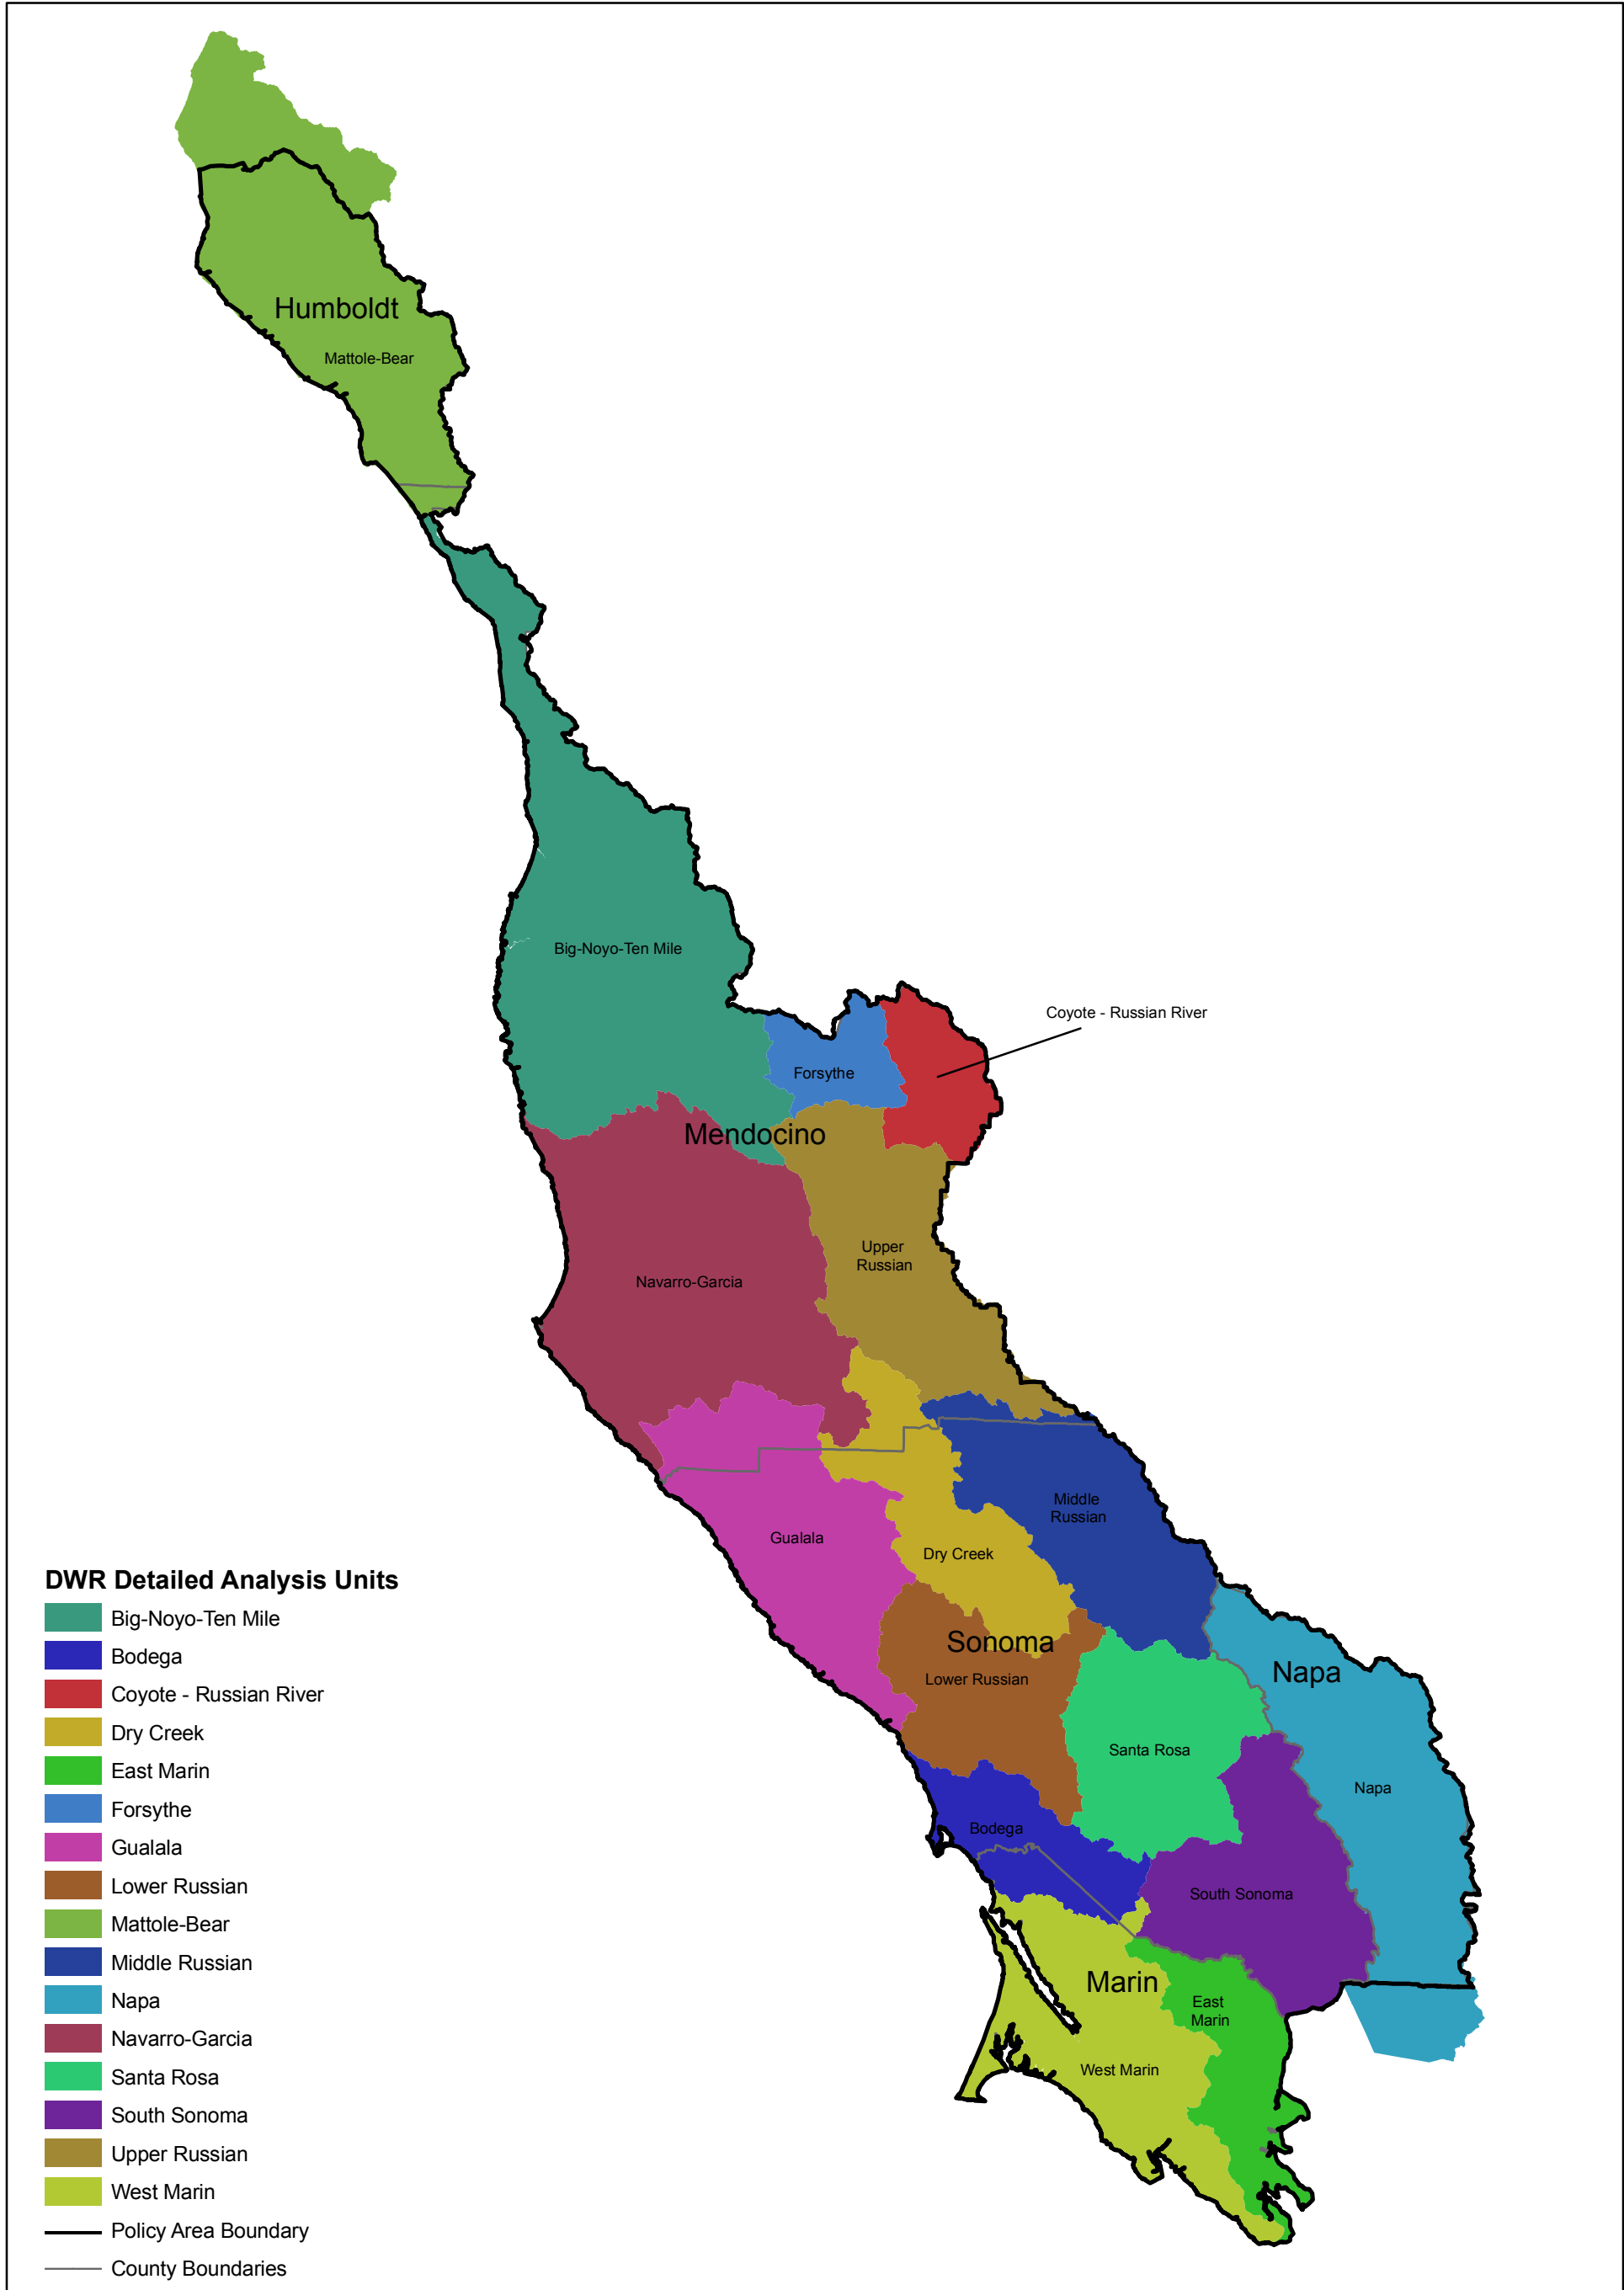 Humboldt
Mattole-Bear
Big-Noyo-Ten Mile
Coyote - Russian River
Forsythe
Mendocino
Upper
Russian
Navarro-Garcia
Middle
Russian
Gualala
Dry Creek
Sonoma
Lower Russian
Napa
Santa Rosa
Napa
Bodega
South Sonoma
Marin
East
Marin
West Marin
DWR Detailed Analysis Units
Big-Noyo-Ten Mile
Bodega
Coyote - Russian River
Dry Creek
East Marin
Forsythe
Gualala
Lower Russian
Mattole-Bear
Middle Russian
Napa
Navarro-Garcia
Santa Rosa
South Sonoma
Upper Russian
West Marin
Policy Area Boundary
County Boundaries